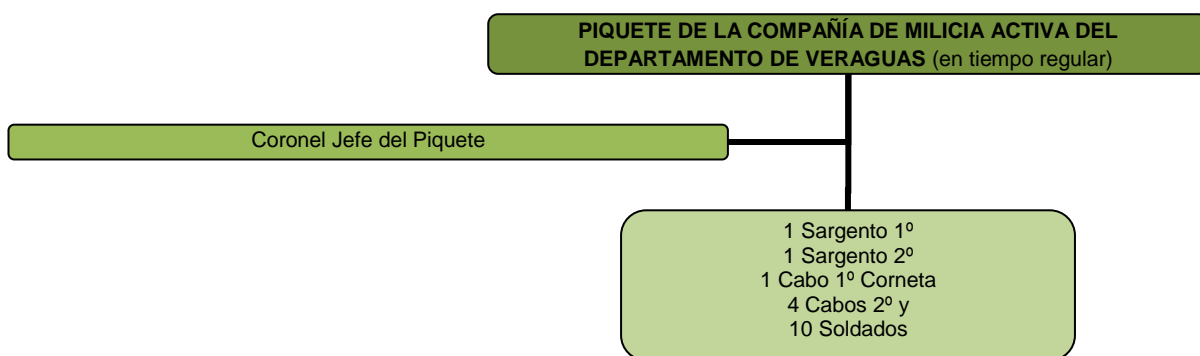 PIQUETE DE LA COMPAÑÍA DE MILICIA ACTIVA DEL
DEPARTAMENTO DE VERAGUAS (en tiempo regular)
Coronel Jefe del Piquete
1 Sargento 1º
1 Sargento 2º
1 Cabo 1º Corneta
4 Cabos 2º y
10 Soldados